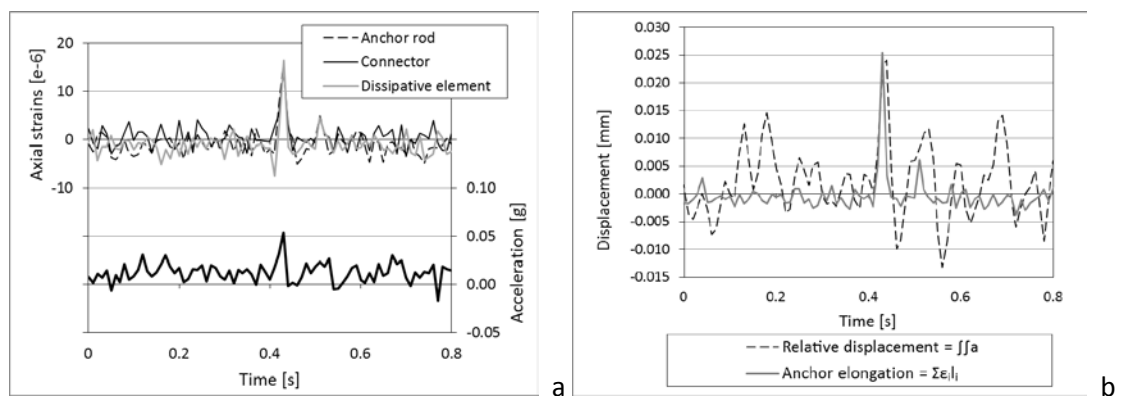 Anchor rod
Connector
Dissipative element
Axial strains [e-6]
20
10
0
-10
0.10
0.05
0.00
-0.05
Acceleration [g]
0 0.2 0.4 0.6 0.8
Time [s]
a
Displacement [mm]
0.030
0.025
0.020
0.015
0.010
0.005
0.000
-0.005
-0.010
-0.015
0 0.2 0.4 0.6 0.8
Time [s]
Relative displacement = ∫∫a
Anchor elongation = Σεᵢlᵢ
b